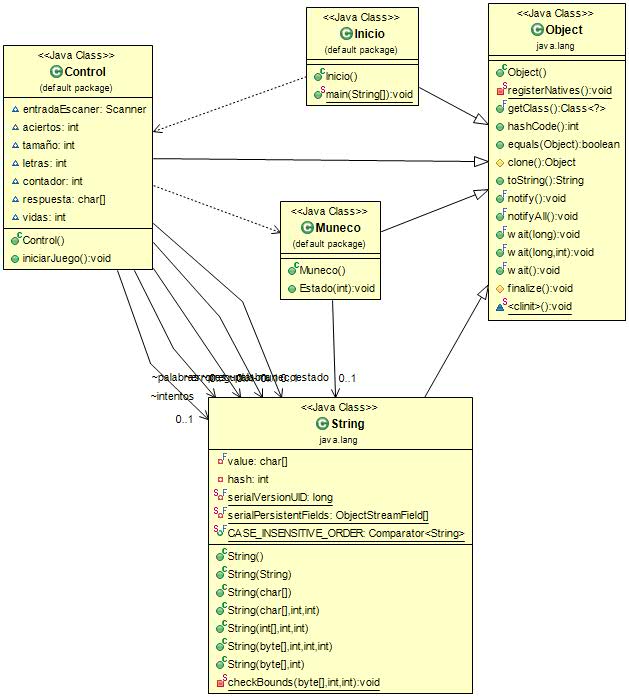 <<Java Class>>
Control
(default package)
entradaEscaner: Scanner
aciertos: int
tamaño: int
letras: int
contador: int
respuesta: char[]
vidas: int
Control()
iniciarJuego():void
<<Java Class>>
Inicio
(default package)
Inicio()
main(String[]):void
<<Java Class>>
Object
java.lang
Object()
registerNatives():void
getClass():Class<?>
hashCode():int
equals(Object):boolean
clone():Object
toString():String
notify():void
notifyAll():void
wait(long):void
wait(long,int):void
wait():void
finalize():void
<clinit>():void
<<Java Class>>
Muneco
(default package)
Muneco()
Estado(int):void
~intentos
0..1
estado
0..1
<<Java Class>>
String
java.lang
value: char[]
hash: int
serialVersionUID: long
serialPersistentFields: ObjectStreamField[]
CASE_INSENSITIVE_ORDER: Comparator<String>
String()
String(String)
String(char[])
String(char[],int,int)
String(int[],int,int)
String(byte[],int,int,int)
String(byte[],int)
checkBounds(byte[],int,int):void